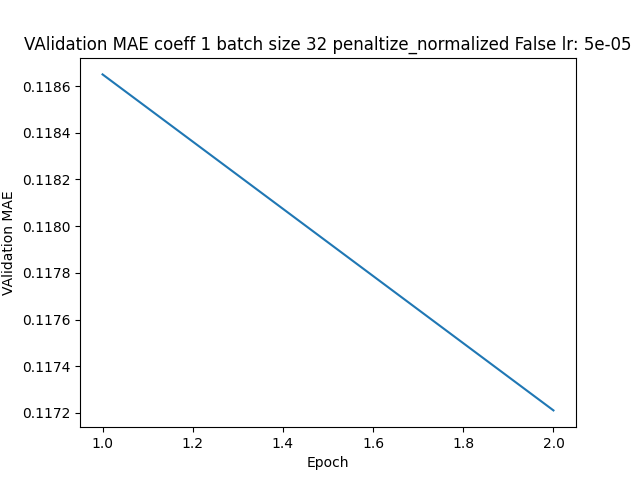 VAlidation MAE coeff 1 batch size 32 penaltize_normalized False lr: 5e-05
0.1186
0.1184
0.1182
0.1180
0.1178
0.1176
0.1174
0.1172
VAlidation MAE
1.0 1.2 1.4 1.6 1.8 2.0
Epoch